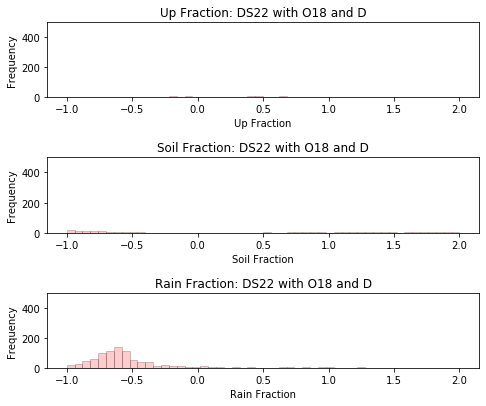 Up Fraction: DS22 with O18 and D
400
200
0
Frequency
−1.0 −0.5 0.0 0.5 1.0 1.5 2.0
Up Fraction
Soil Fraction: DS22 with O18 and D
400
200
0
Frequency
−1.0 −0.5 0.0 0.5 1.0 1.5 2.0
Soil Fraction
Rain Fraction: DS22 with O18 and D
400
200
0
Frequency
−1.0 −0.5 0.0 0.5 1.0 1.5 2.0
Rain Fraction